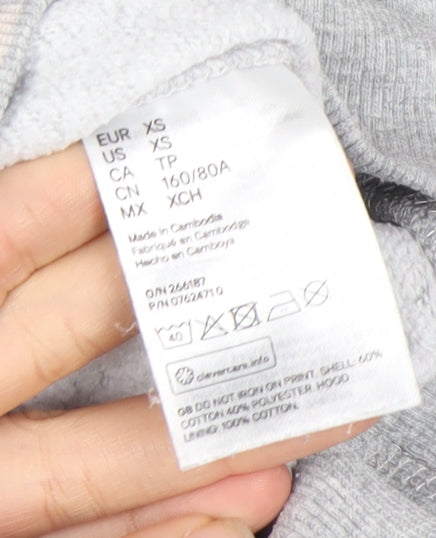 EUR XS
US XS
CA TP
CN 160/80A
MX XCH
Made in Cambodia
Fabriqué en Cambodge
Hecho en Camboya
O/N 266187
P/N 0762471 0
40
clevercare.info
GB DO NOT IRON ON PRINT. SHELL: 60%
COTTON 40% POLYESTER. HOOD
LINING: 100% COTTON.